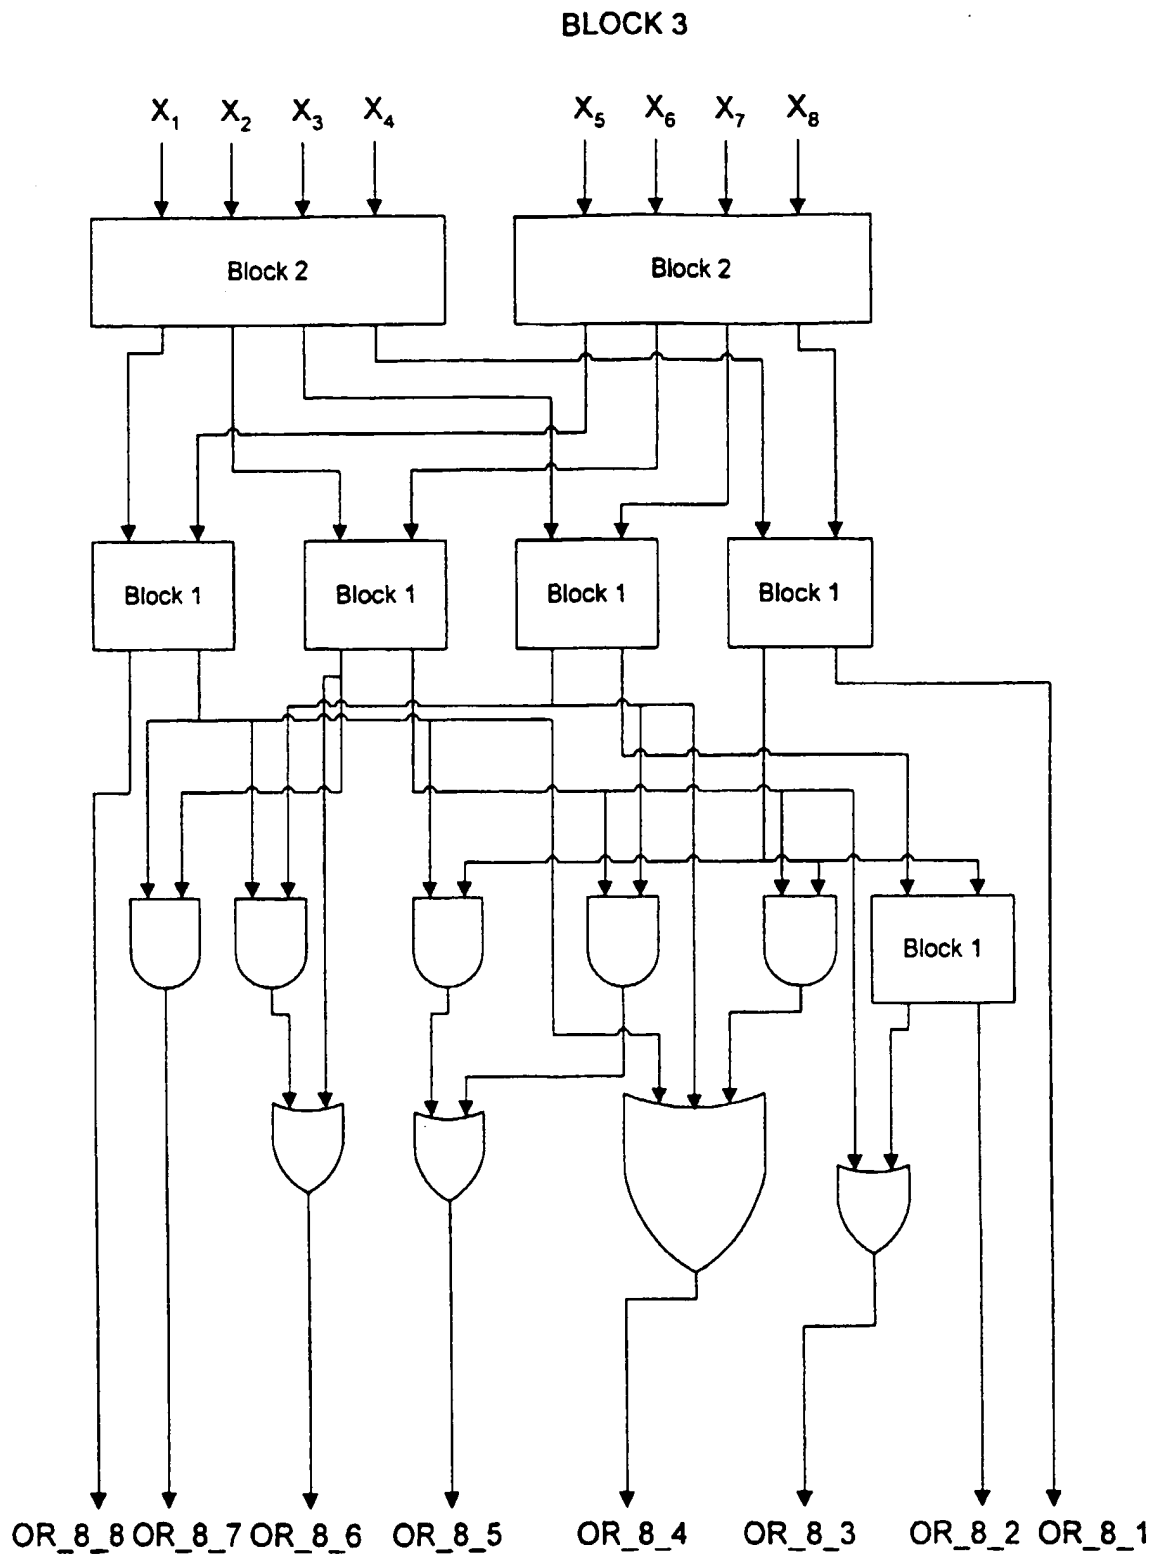 BLOCK 3
X1 X2 X3 X4 X5 X6 X7 X8
Block 2 Block 2
Block 1 Block 1 Block 1 Block 1
Block 1
OR_8_8 OR_8_7 OR_8_6 OR_8_5 OR_8_4 OR_8_3 OR_8_2 OR_8_1